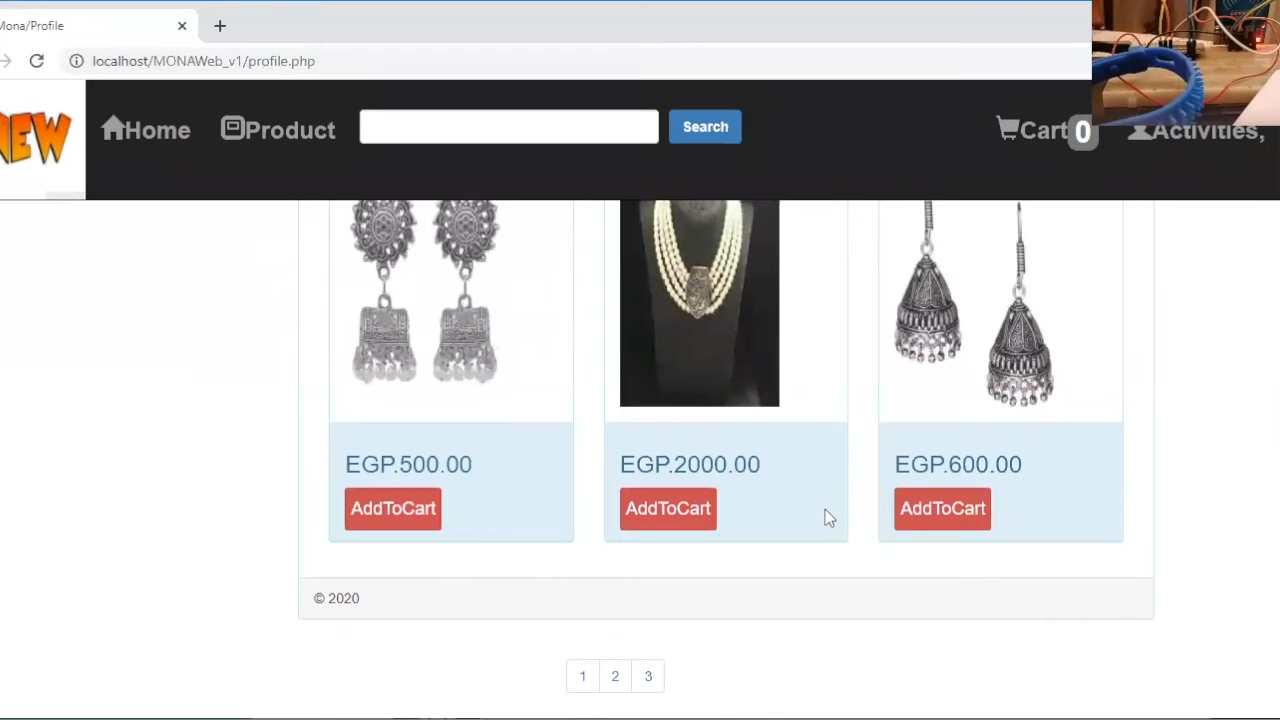 Mona/Profile
localhost/MONAWeb_v1/profile.php
Home Product Search Cart 0 Activities,
EGP.500.00 EGP.2000.00 EGP.600.00
AddToCart AddToCart AddToCart
© 2020
1 2 3